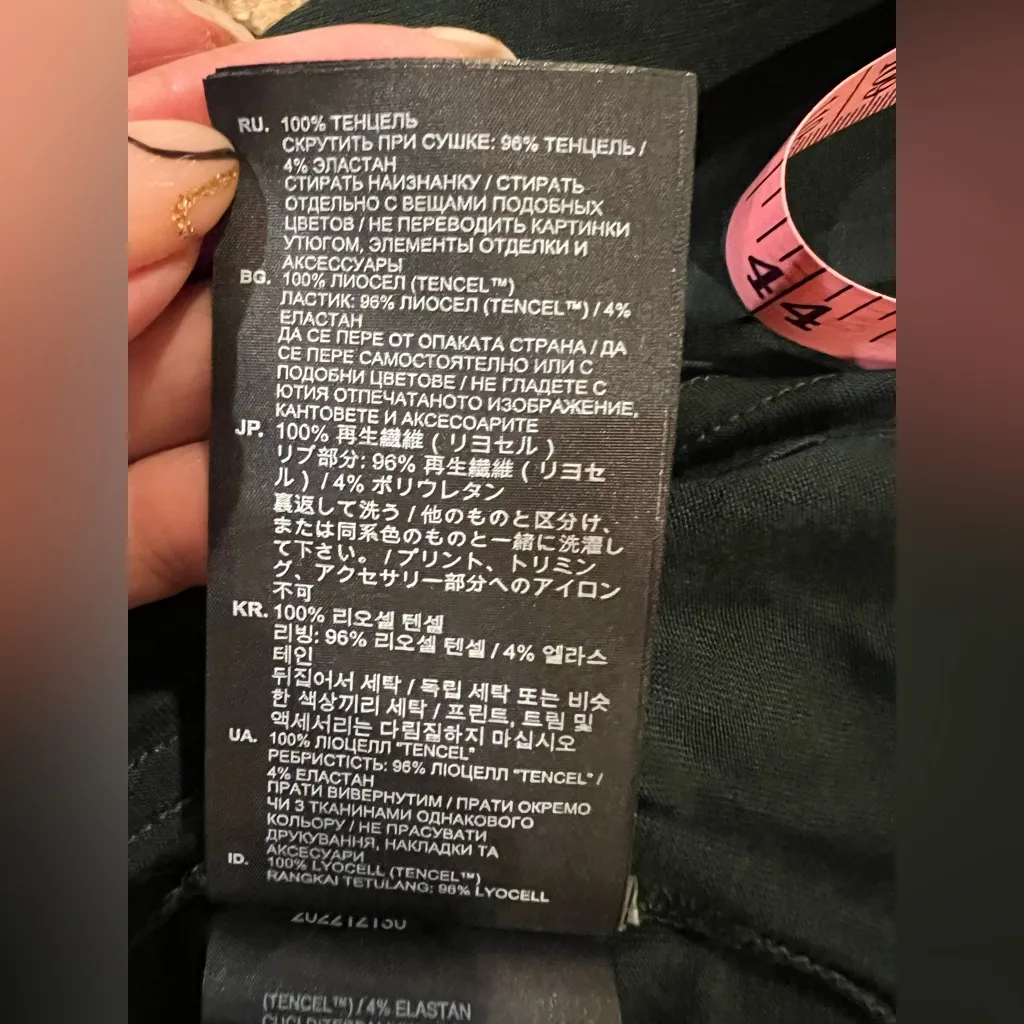 RU. 100% ТЕНЦЕЛЬ
СКРУТИТЬ ПРИ СУШКЕ: 96% ТЕНЦЕЛЬ /
4% ЭЛАСТАН
СТИРАТЬ НАИЗНАНКУ / СТИРАТЬ
ОТДЕЛЬНО С ВЕЩАМИ ПОДОБНЫХ
ЦВЕТОВ / НЕ ПЕРЕВОДИТЬ КАРТИНКИ
УТЮГОМ, ЭЛЕМЕНТЫ ОТДЕЛКИ И
АКСЕССУАРЫ
BG. 100% ЛИОСЕЛ (TENCEL™)
ЛАСТИК: 96% ЛИОСЕЛ (TENCEL™) / 4%
ЕЛАСТАН
ДА СЕ ПЕРЕ ОТ ОПАКАТА СТРАНА / ДА
СЕ ПЕРЕ САМОСТОЯТЕЛНО ИЛИ С
ПОДОБНИ ЦВЕТОВЕ / НЕ ГЛАДЕТЕ С
ЮТИЯ ОТПЕЧАТАНОТО ИЗОБРАЖЕНИЕ,
КАНТОВЕТЕ И АКСЕСОАРИТЕ
JP. 100% 再生繊維 ( リヨセル )
リブ部分: 96% 再生繊維 ( リヨセ
ル ) / 4% ポリウレタン
裏返して洗う / 他のものと区分け、
または同系色のものと一緒に洗濯し
て下さい。 / プリント、トリミン
グ、アクセサリー部分へのアイロン
不可
KR. 100% 리오셀 텐셀
리빙: 96% 리오셀 텐셀 / 4% 엘라스
테인
뒤집어서 세탁 / 독립 세탁 또는 비슷
한 색상끼리 세탁 / 프린트, 트림 및
액세서리는 다림질하지 마십시오
UA. 100% ЛІОЦЕЛЛ "TENCEL"
РЕБРИСТІСТЬ: 96% ЛІОЦЕЛЛ "TENCEL" /
4% ЕЛАСТАН
ПРАТИ ВИВЕРНУТИМ / ПРАТИ ОКРЕМО
ЧИ З ТКАНИНАМИ ОДНАКОВОГО
КОЛЬОРУ / НЕ ПРАСУВАТИ
ДРУКУВАННЯ, НАКЛАДКИ ТА
АКСЕСУАРИ
ID. 100% LYOCELL (TENCEL™)
RANGKAI TETULANG: 96% LYOCELL
(TENCEL™) / 4% ELASTAN
44